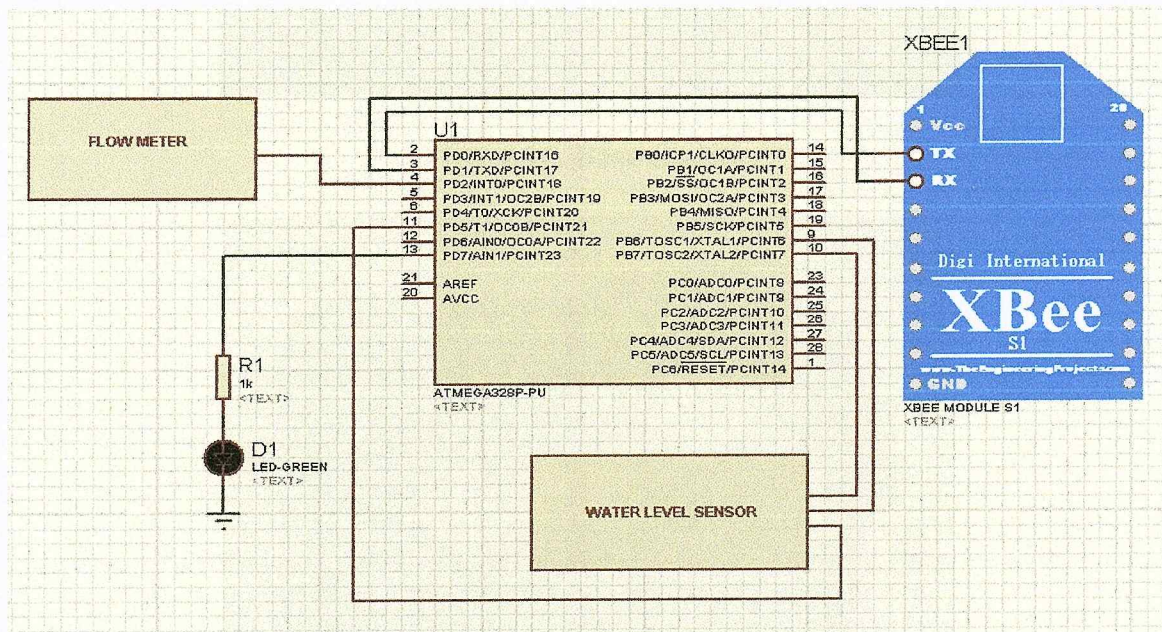 XBEE1
FLOW METER
U1
2 PD0/RXD/PCINT16
3 PD1/TXD/PCINT17
4 PD2/INT0/PCINT18
5 PD3/INT1/OC2B/PCINT19
6 PD4/T0/XCK/PCINT20
11 PD5/T1/OC0B/PCINT21
12 PD6/AIN0/OC0A/PCINT22
13 PD7/AIN1/PCINT23
21 AREF
20 AVCC
PB0/ICP1/CLKO/PCINT0 14
PB1/OC1A/PCINT1 15
PB2/SS/OC1B/PCINT2 16
PB3/MOSI/OC2A/PCINT3 17
PB4/MISO/PCINT4 18
PB5/SCK/PCINT5 19
PB6/TOSC1/XTAL1/PCINT6 9
PB7/TOSC2/XTAL2/PCINT7 10
PC0/ADC0/PCINT8 23
PC1/ADC1/PCINT9 24
PC2/ADC2/PCINT10 25
PC3/ADC3/PCINT11 26
PC4/ADC4/SDA/PCINT12 27
PC5/ADC5/SCL/PCINT13 28
PC6/RESET/PCINT14 1
ATMEGA328P-PU
<TEXT>
1 20
Vcc
TX
RX
Digi International
XBee
S1
www.TheEngineeringProjects.com
GND
XBEE MODULE S1
<TEXT>
R1
1k
<TEXT>
D1
LED-GREEN
<TEXT>
WATER LEVEL SENSOR